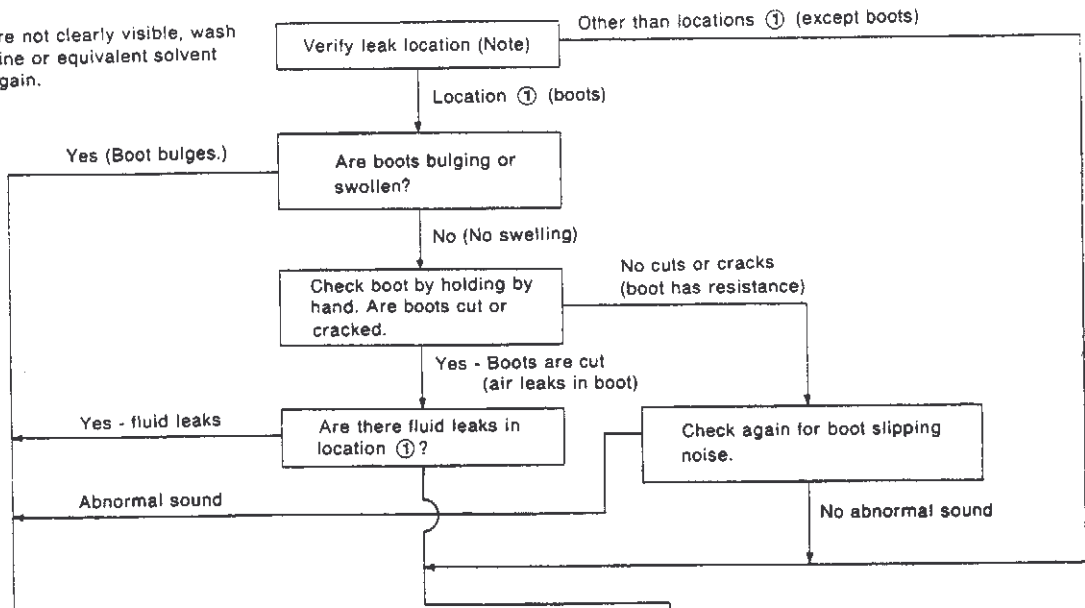 re not clearly visible, wash
ine or equivalent solvent
gain.
Verify leak location (Note)
Other than locations ① (except boots)
Location ① (boots)
Yes (Boot bulges.)
Are boots bulging or
swollen?
No (No swelling)
Check boot by holding by
hand. Are boots cut or
cracked.
No cuts or cracks
(boot has resistance)
Yes - Boots are cut
(air leaks in boot)
Yes - fluid leaks
Are there fluid leaks in
location ①?
Check again for boot slipping
noise.
Abnormal sound
No abnormal sound